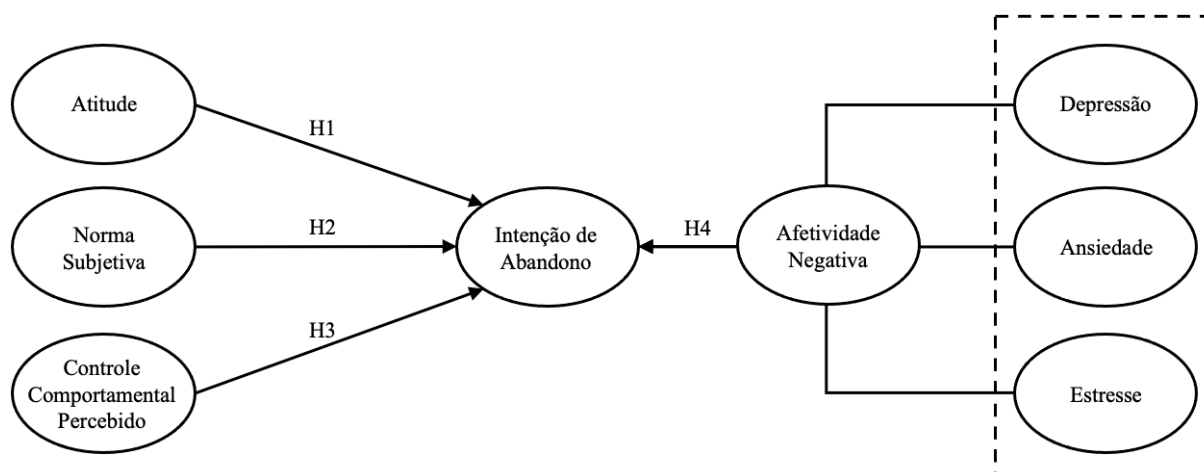 Atitude
H1
Norma
Subjetiva
H2
Controle
Comportamental
Percebido
H3
Intenção de
Abandono
H4
Afetividade
Negativa
Depressão
Ansiedade
Estresse